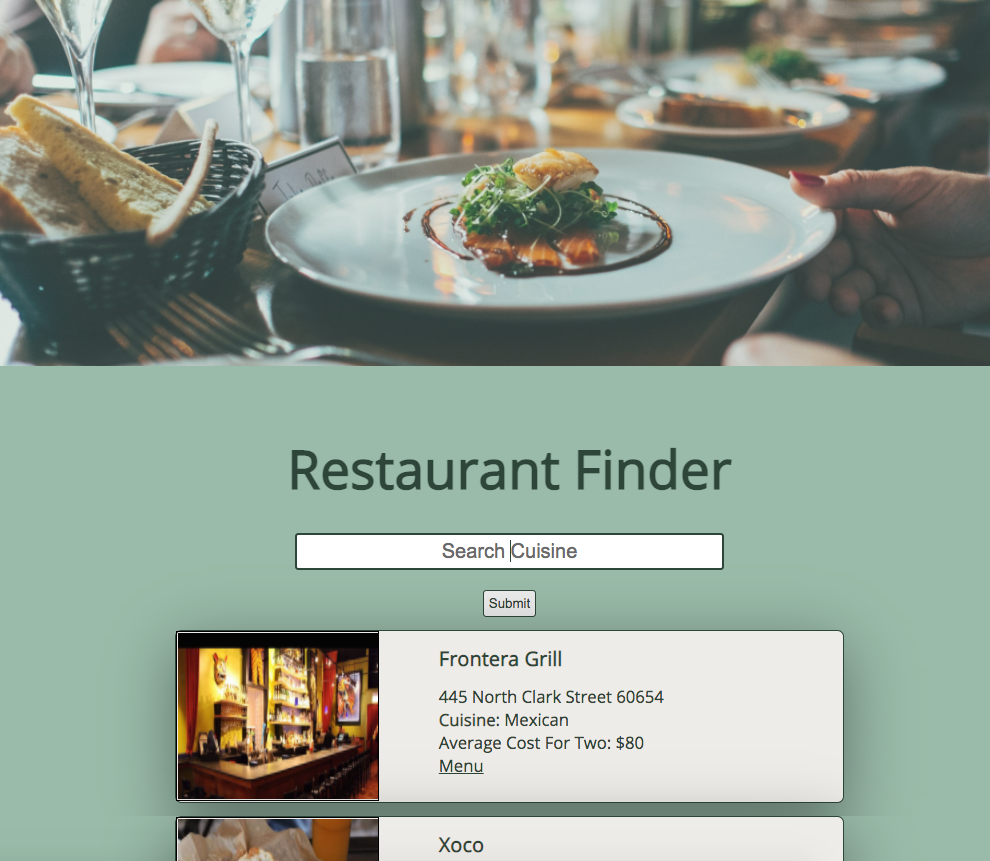 Restaurant Finder
Search Cuisine
Submit
Frontera Grill
445 North Clark Street 60654
Cuisine: Mexican
Average Cost For Two: $80
Menu
Xoco